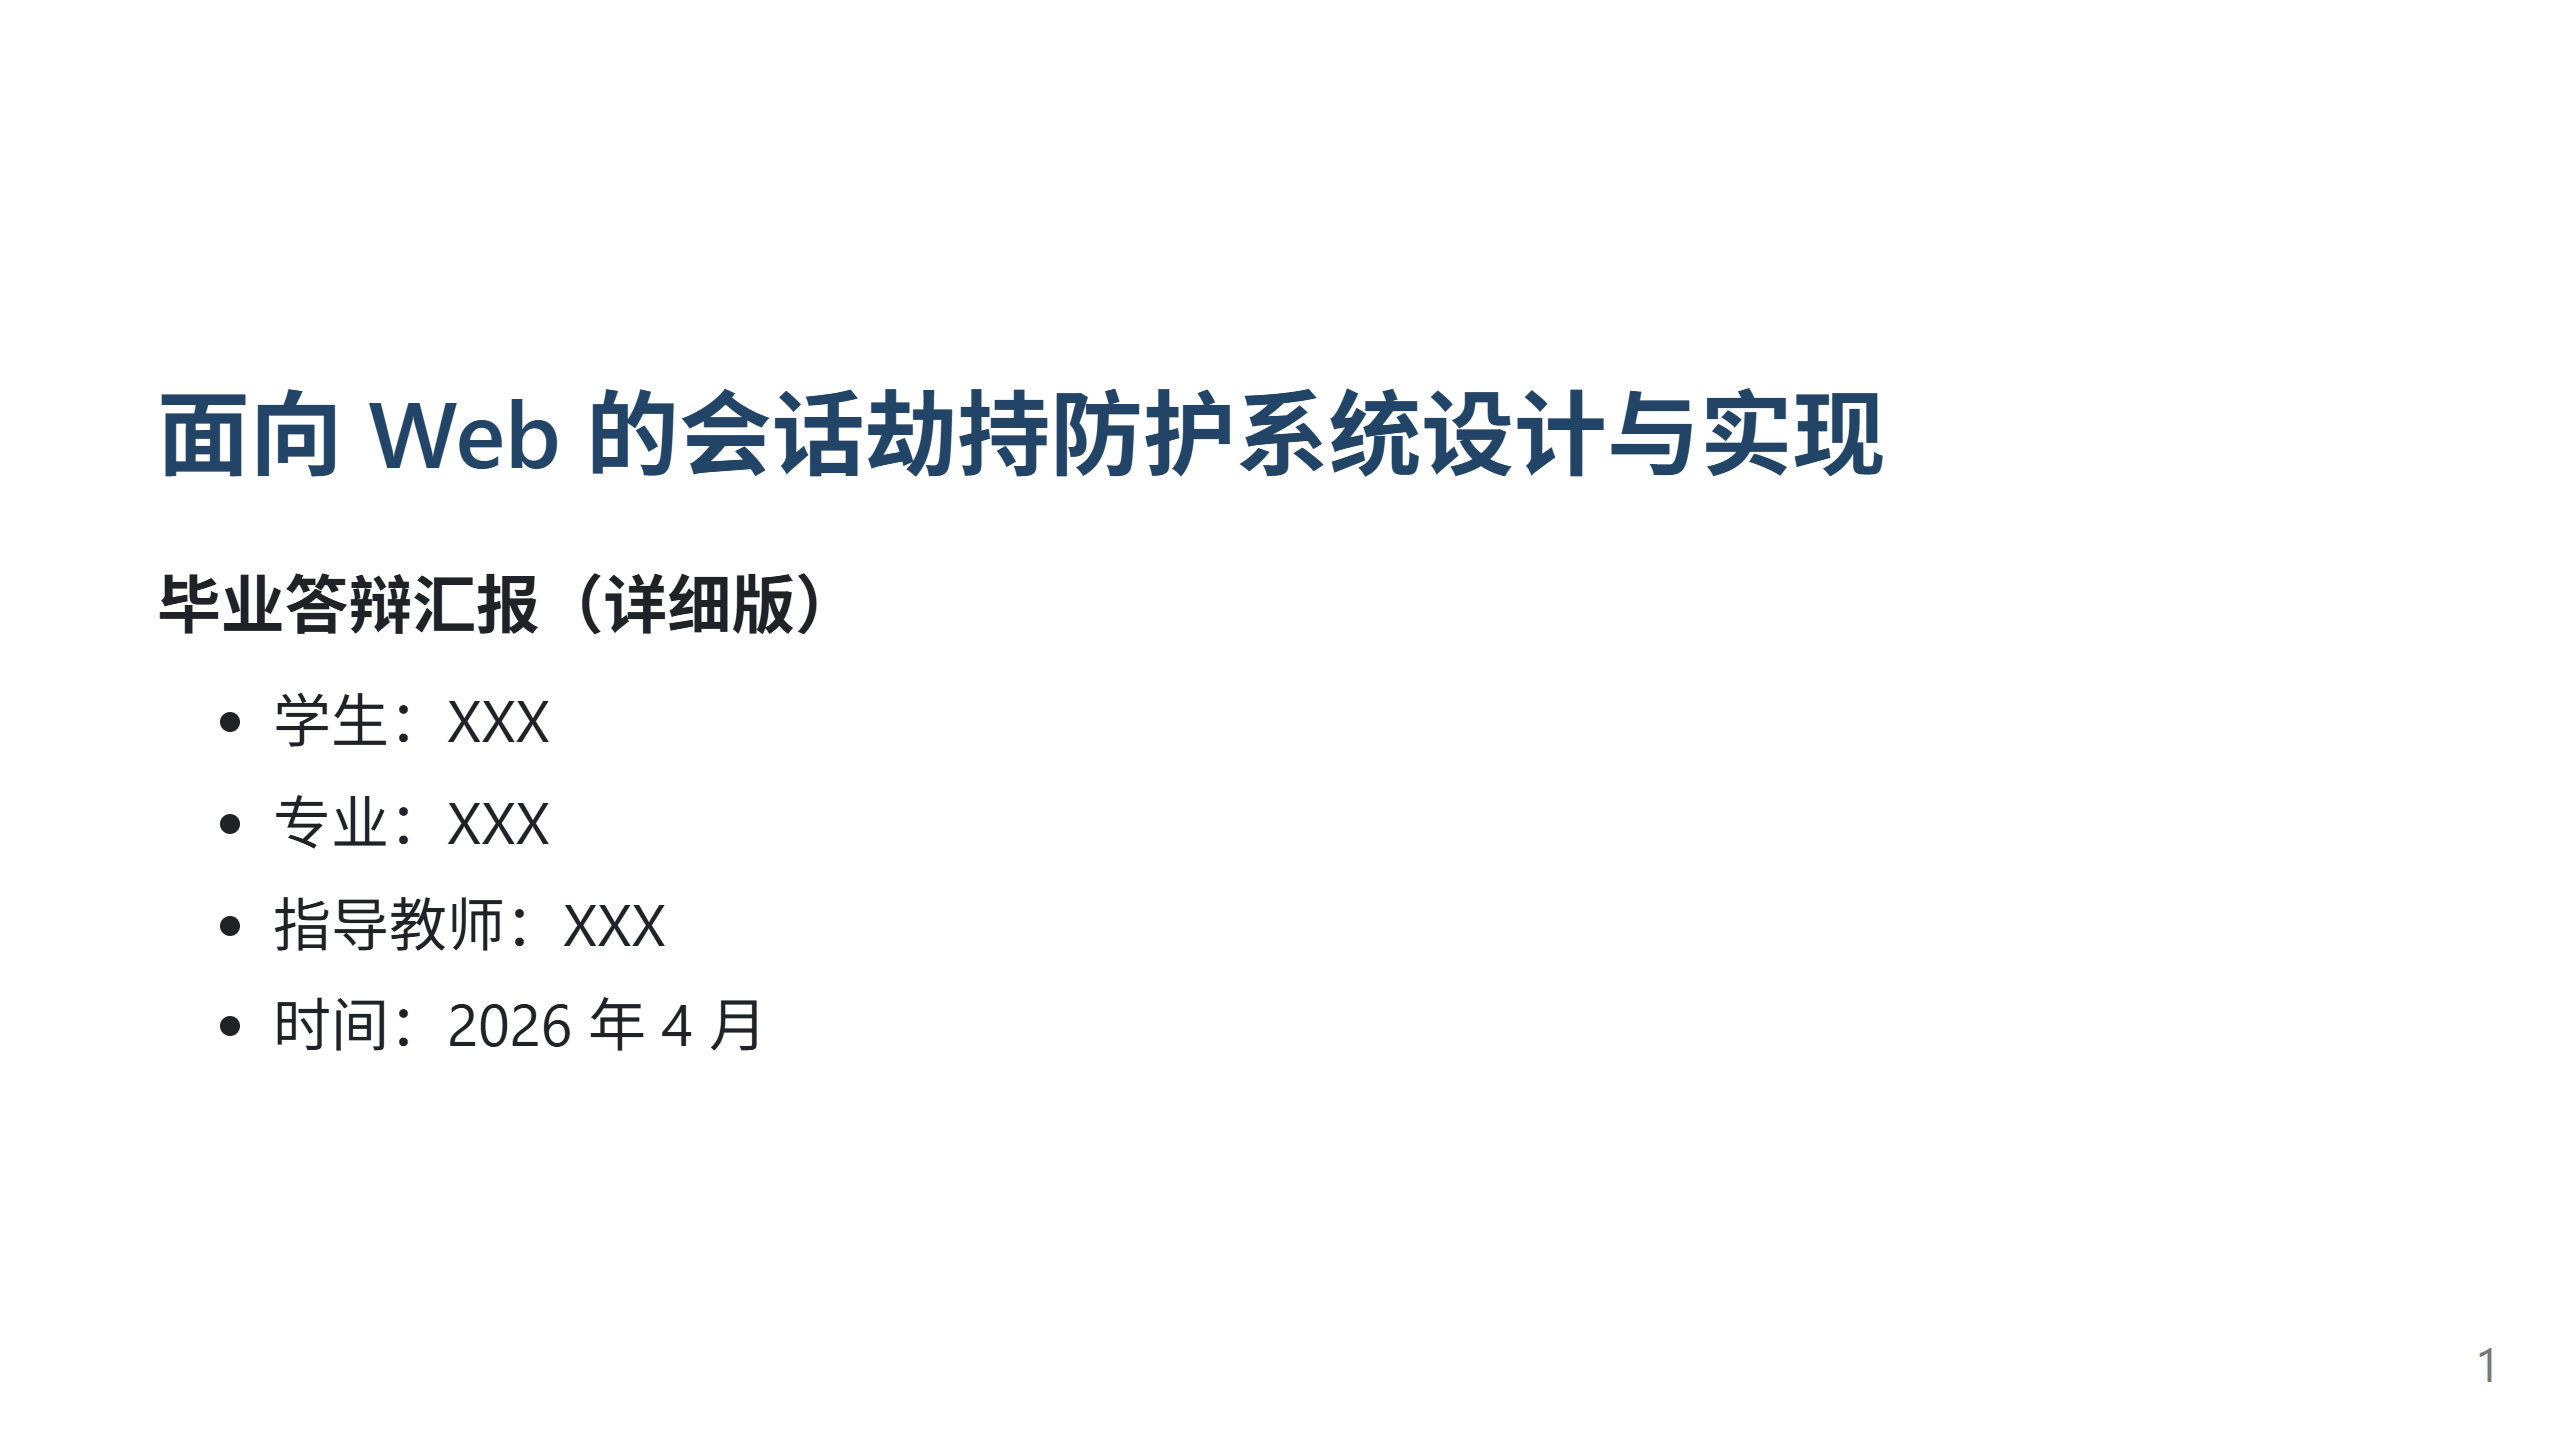 面向 Web 的会话劫持防护系统设计与实现
毕业答辩汇报（详细版）
• 学生：XXX
• 专业：XXX
• 指导教师：XXX
• 时间：2026 年 4 月
1